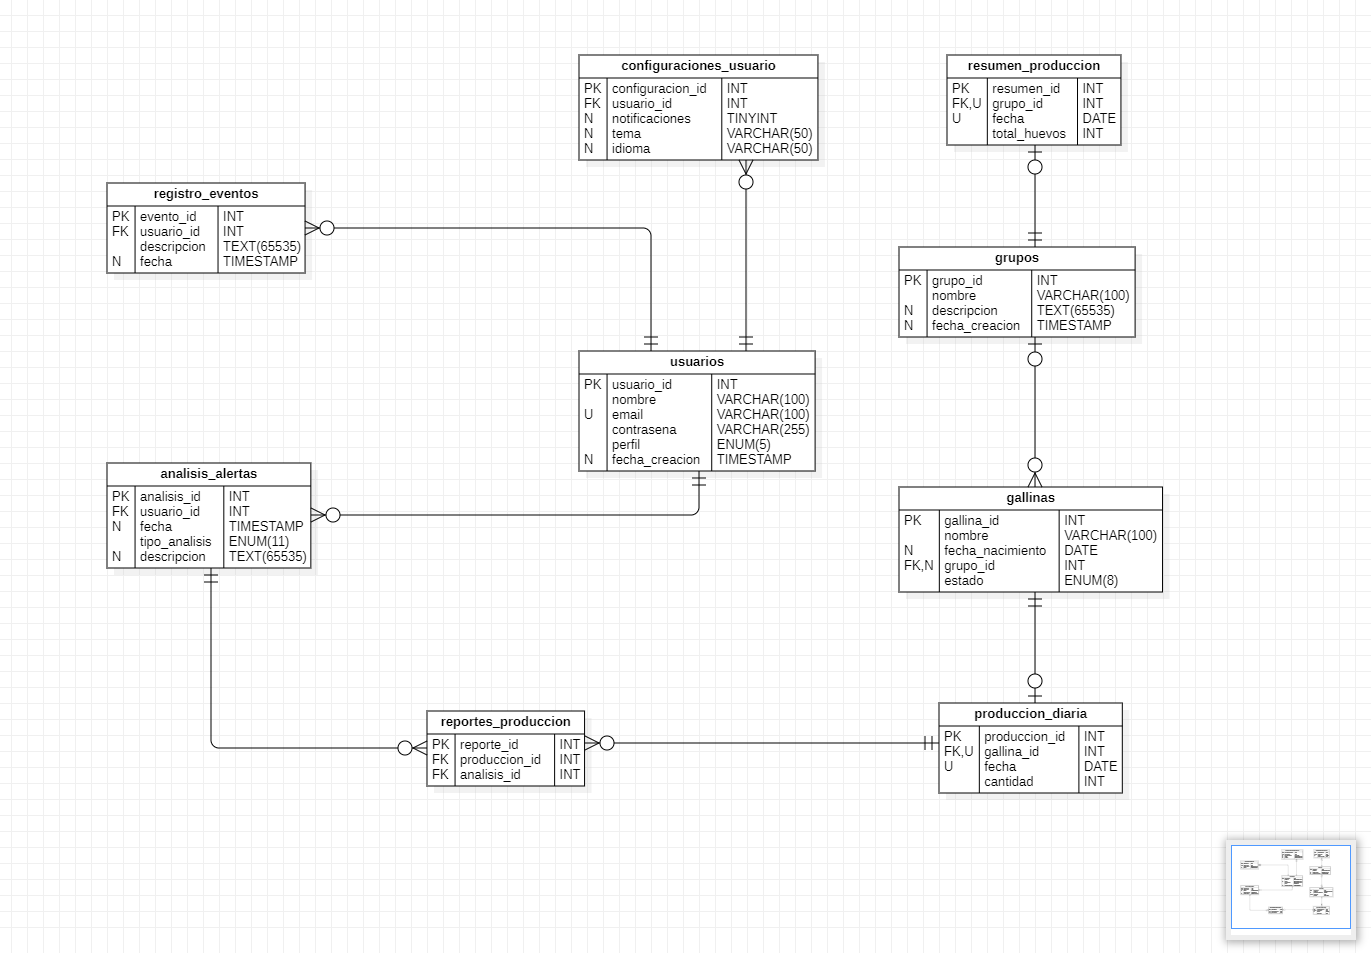 configuraciones_usuario
PK configuracion_id INT
FK usuario_id INT
N notificaciones TINYINT
N tema VARCHAR(50)
N idioma VARCHAR(50)
resumen_produccion
PK resumen_id INT
FK,U grupo_id INT
U fecha DATE
total_huevos INT
registro_eventos
PK evento_id INT
FK usuario_id INT
descripcion TEXT(65535)
N fecha TIMESTAMP
grupos
PK grupo_id INT
nombre VARCHAR(100)
N descripcion TEXT(65535)
N fecha_creacion TIMESTAMP
usuarios
PK usuario_id INT
nombre VARCHAR(100)
U email VARCHAR(100)
contrasena VARCHAR(255)
perfil ENUM(5)
N fecha_creacion TIMESTAMP
analisis_alertas
PK analisis_id INT
FK usuario_id INT
N fecha TIMESTAMP
tipo_analisis ENUM(11)
N descripcion TEXT(65535)
gallinas
PK gallina_id INT
nombre VARCHAR(100)
N fecha_nacimiento DATE
FK,N grupo_id INT
estado ENUM(8)
reportes_produccion
PK reporte_id INT
FK produccion_id INT
FK analisis_id INT
produccion_diaria
PK produccion_id INT
FK,U gallina_id INT
U fecha DATE
cantidad INT